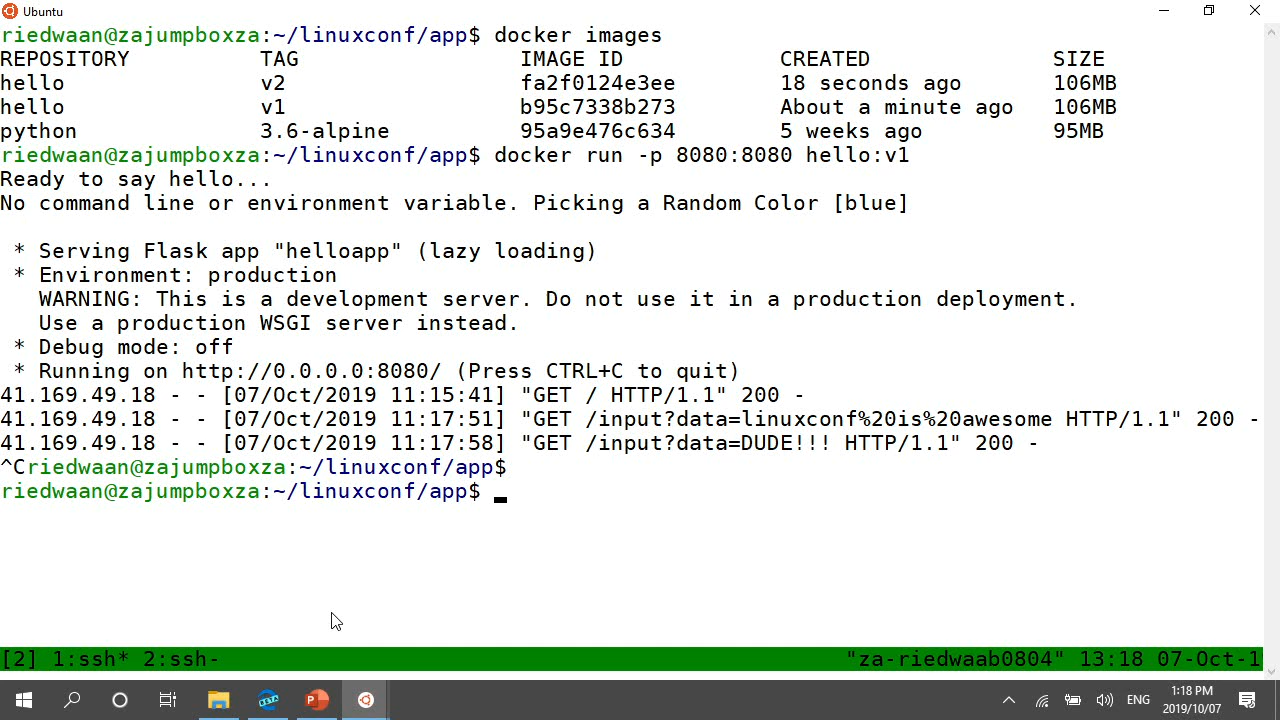 Ubuntu
riedwaan@zajumpboxza:~/linuxconf/app$ docker images
REPOSITORY TAG IMAGE ID CREATED SIZE
hello v2 fa2f0124e3ee 18 seconds ago 106MB
hello v1 b95c7338b273 About a minute ago 106MB
python 3.6-alpine 95a9e476c634 5 weeks ago 95MB
riedwaan@zajumpboxza:~/linuxconf/app$ docker run -p 8080:8080 hello:v1
Ready to say hello...
No command line or environment variable. Picking a Random Color [blue]
* Serving Flask app "helloapp" (lazy loading)
* Environment: production
WARNING: This is a development server. Do not use it in a production deployment.
Use a production WSGI server instead.
* Debug mode: off
* Running on http://0.0.0.0:8080/ (Press CTRL+C to quit)
41.169.49.18 - - [07/Oct/2019 11:15:41] "GET / HTTP/1.1" 200 -
41.169.49.18 - - [07/Oct/2019 11:17:51] "GET /input?data=linuxconf%20is%20awesome HTTP/1.1" 200 -
41.169.49.18 - - [07/Oct/2019 11:17:58] "GET /input?data=DUDE!!! HTTP/1.1" 200 -
^Criedwaan@zajumpboxza:~/linuxconf/app$
riedwaan@zajumpboxza:~/linuxconf/app$
[2] 1:ssh* 2:ssh- "za-riedwaab0804" 13:18 07-Oct-1
BETA ENG 1:18 PM
2019/10/07